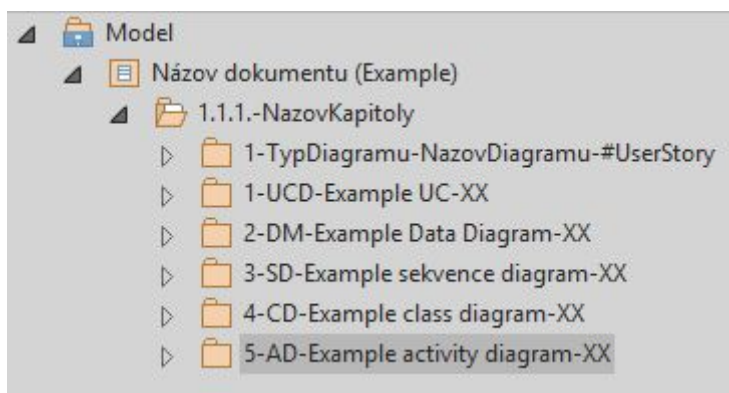 Model
Názov dokumentu (Example)
1.1.1.-NazovKapitoly
1-TypDiagramu-NazovDiagramu-#UserStory
1-UCD-Example UC-XX
2-DM-Example Data Diagram-XX
3-SD-Example sekvence diagram-XX
4-CD-Example class diagram-XX
5-AD-Example activity diagram-XX